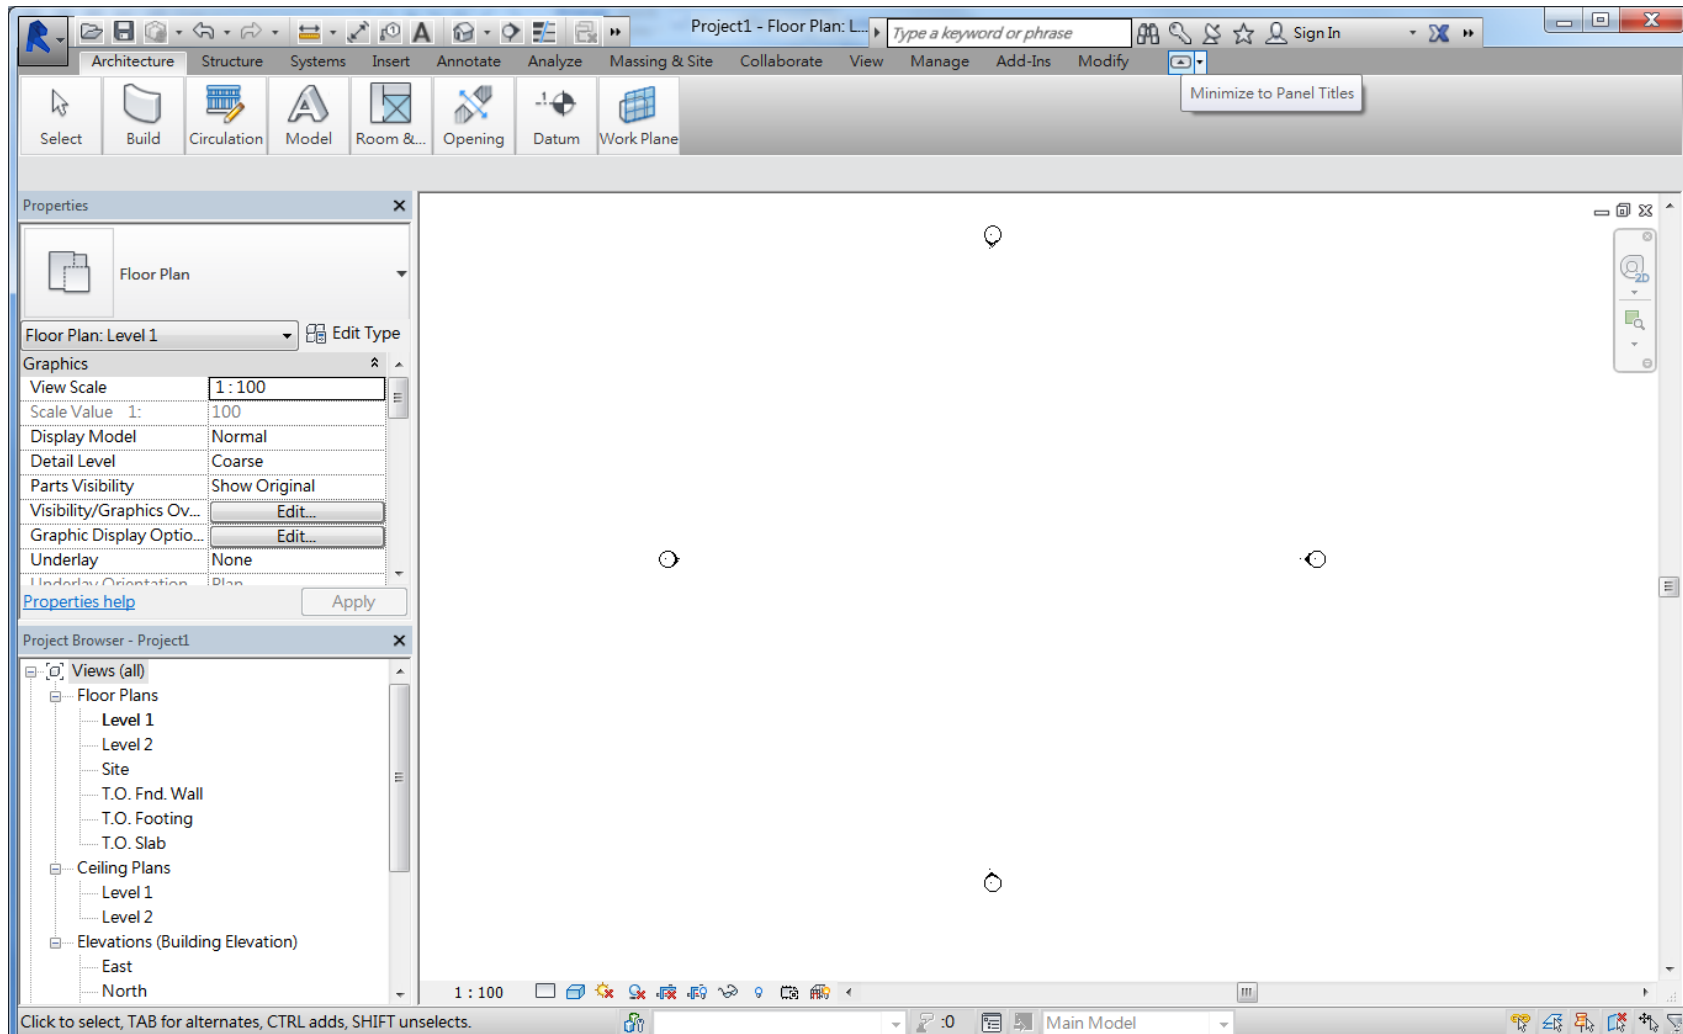 Project1 - Floor Plan: L...
Type a keyword or phrase
Sign In
Architecture Structure Systems Insert Annotate Analyze Massing & Site Collaborate View Manage Add-Ins Modify
Minimize to Panel Titles
Select Build Circulation Model Room &... Opening Datum Work Plane
Properties
Floor Plan
Floor Plan: Level 1 Edit Type
Graphics
View Scale 1 : 100
Scale Value 1: 100
Display Model Normal
Detail Level Coarse
Parts Visibility Show Original
Visibility/Graphics Ov... Edit...
Graphic Display Optio... Edit...
Underlay None
Underlay Orientation Plan
Properties help Apply
Project Browser - Project1
Views (all)
Floor Plans
Level 1
Level 2
Site
T.O. Fnd. Wall
T.O. Footing
T.O. Slab
Ceiling Plans
Level 1
Level 2
Elevations (Building Elevation)
East
North
2D
1 : 100
Click to select, TAB for alternates, CTRL adds, SHIFT unselects.
:0
Main Model